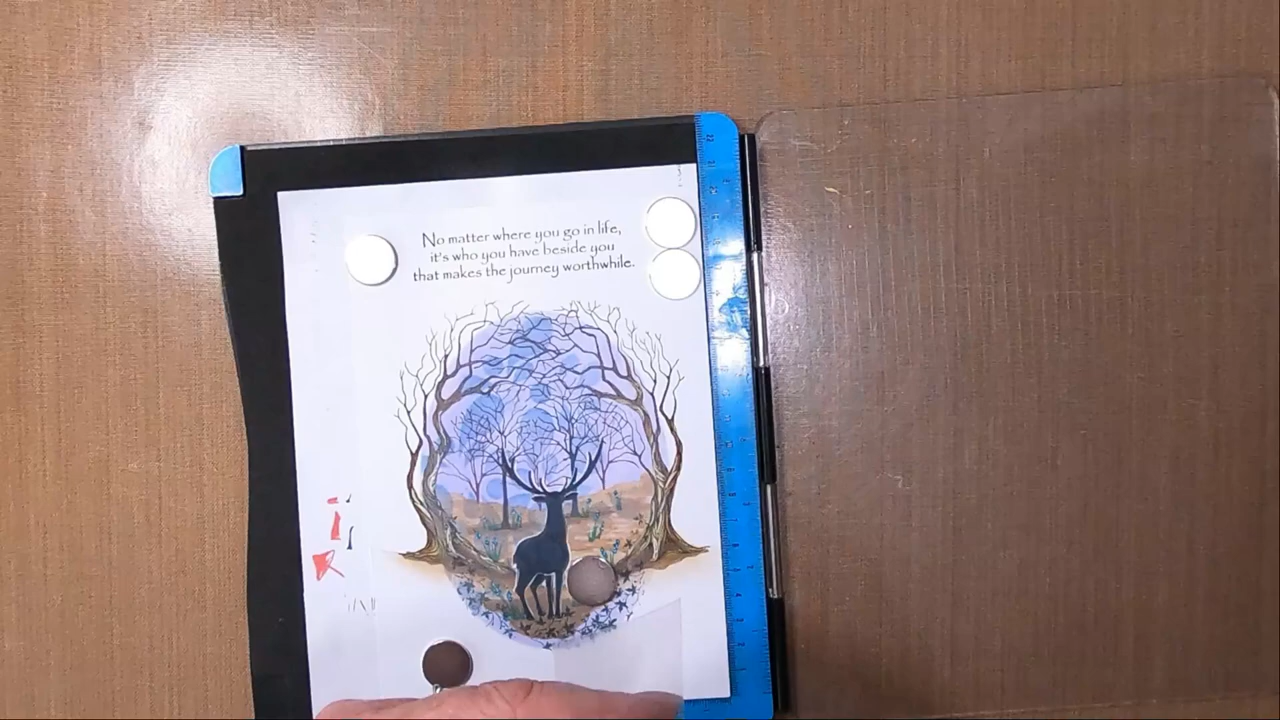 No matter where you go in life,
it's who you have beside you
that makes the journey worthwhile.